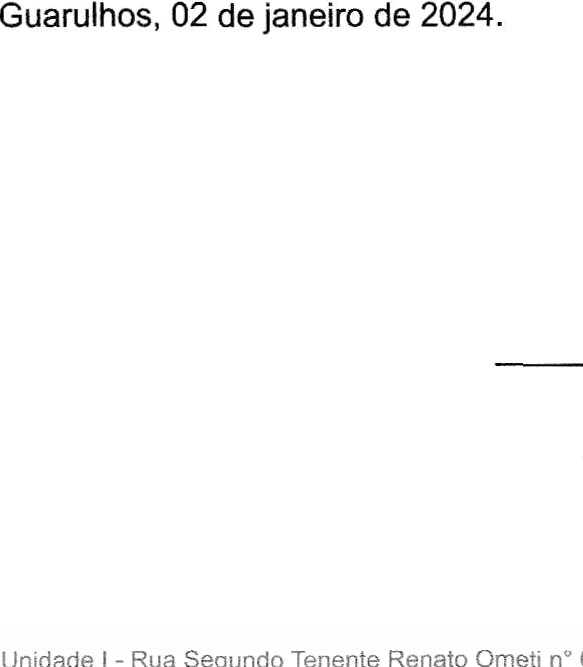 Guarulhos, 02 de janeiro de 2024.
Unidade I - Rua Segundo Tenente Renato Ometi n°